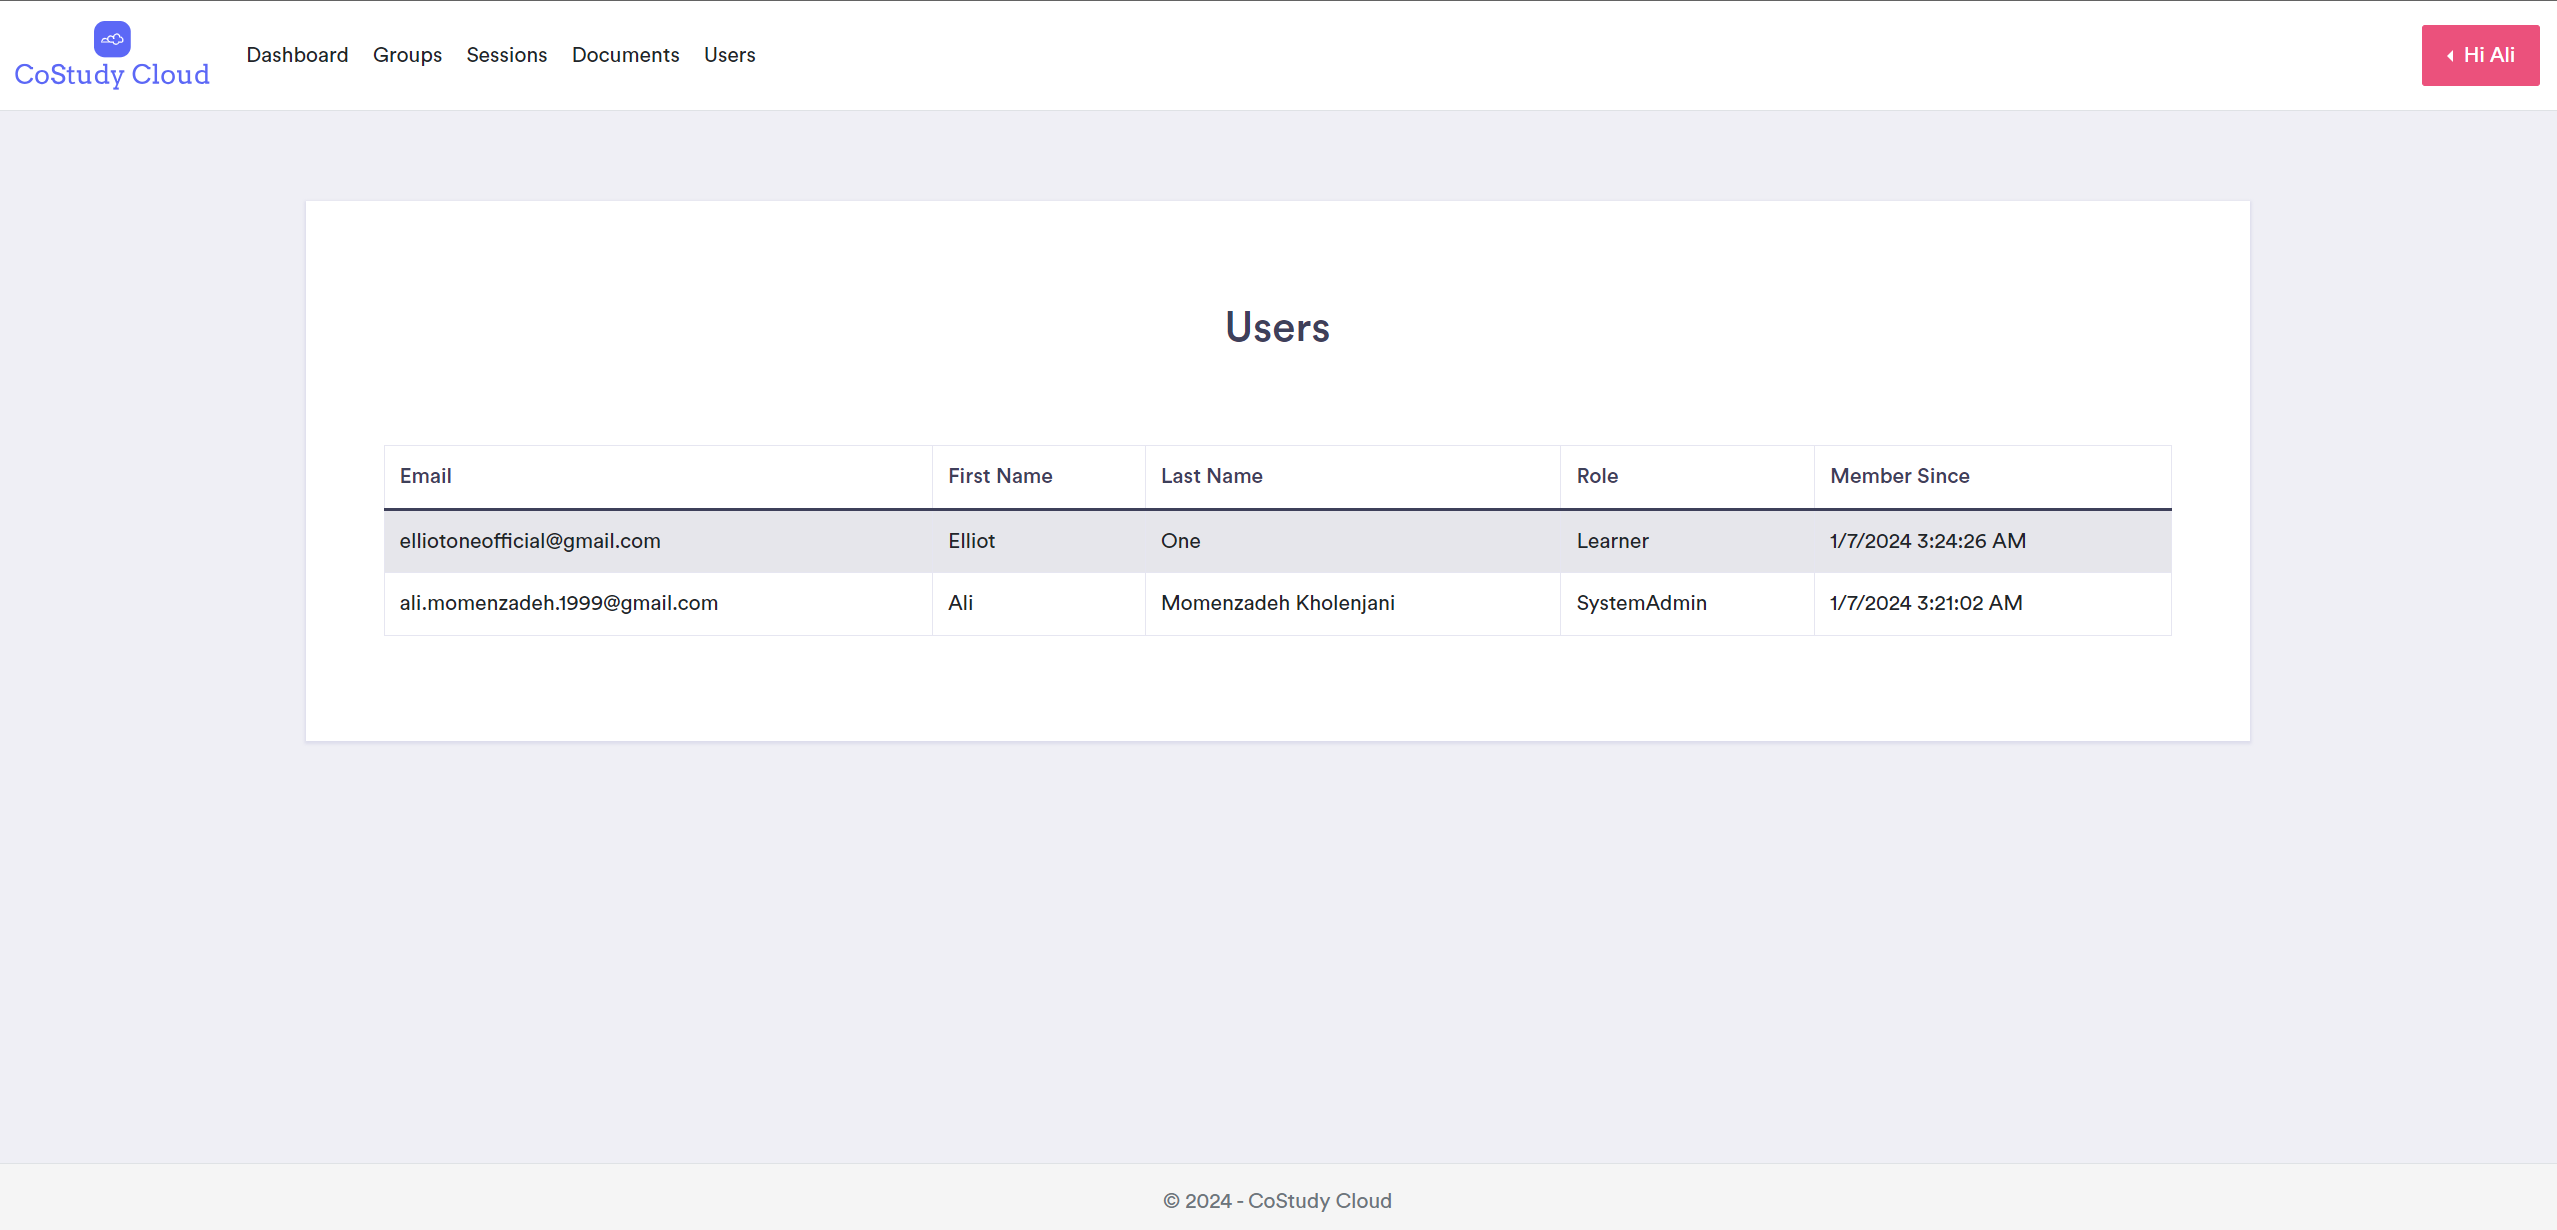 CoStudy Cloud
Dashboard Groups Sessions Documents Users
Hi Ali
Users
Email First Name Last Name Role Member Since
elliotoneofficial@gmail.com Elliot One Learner 1/7/2024 3:24:26 AM
ali.momenzadeh.1999@gmail.com Ali Momenzadeh Kholenjani SystemAdmin 1/7/2024 3:21:02 AM
© 2024 - CoStudy Cloud